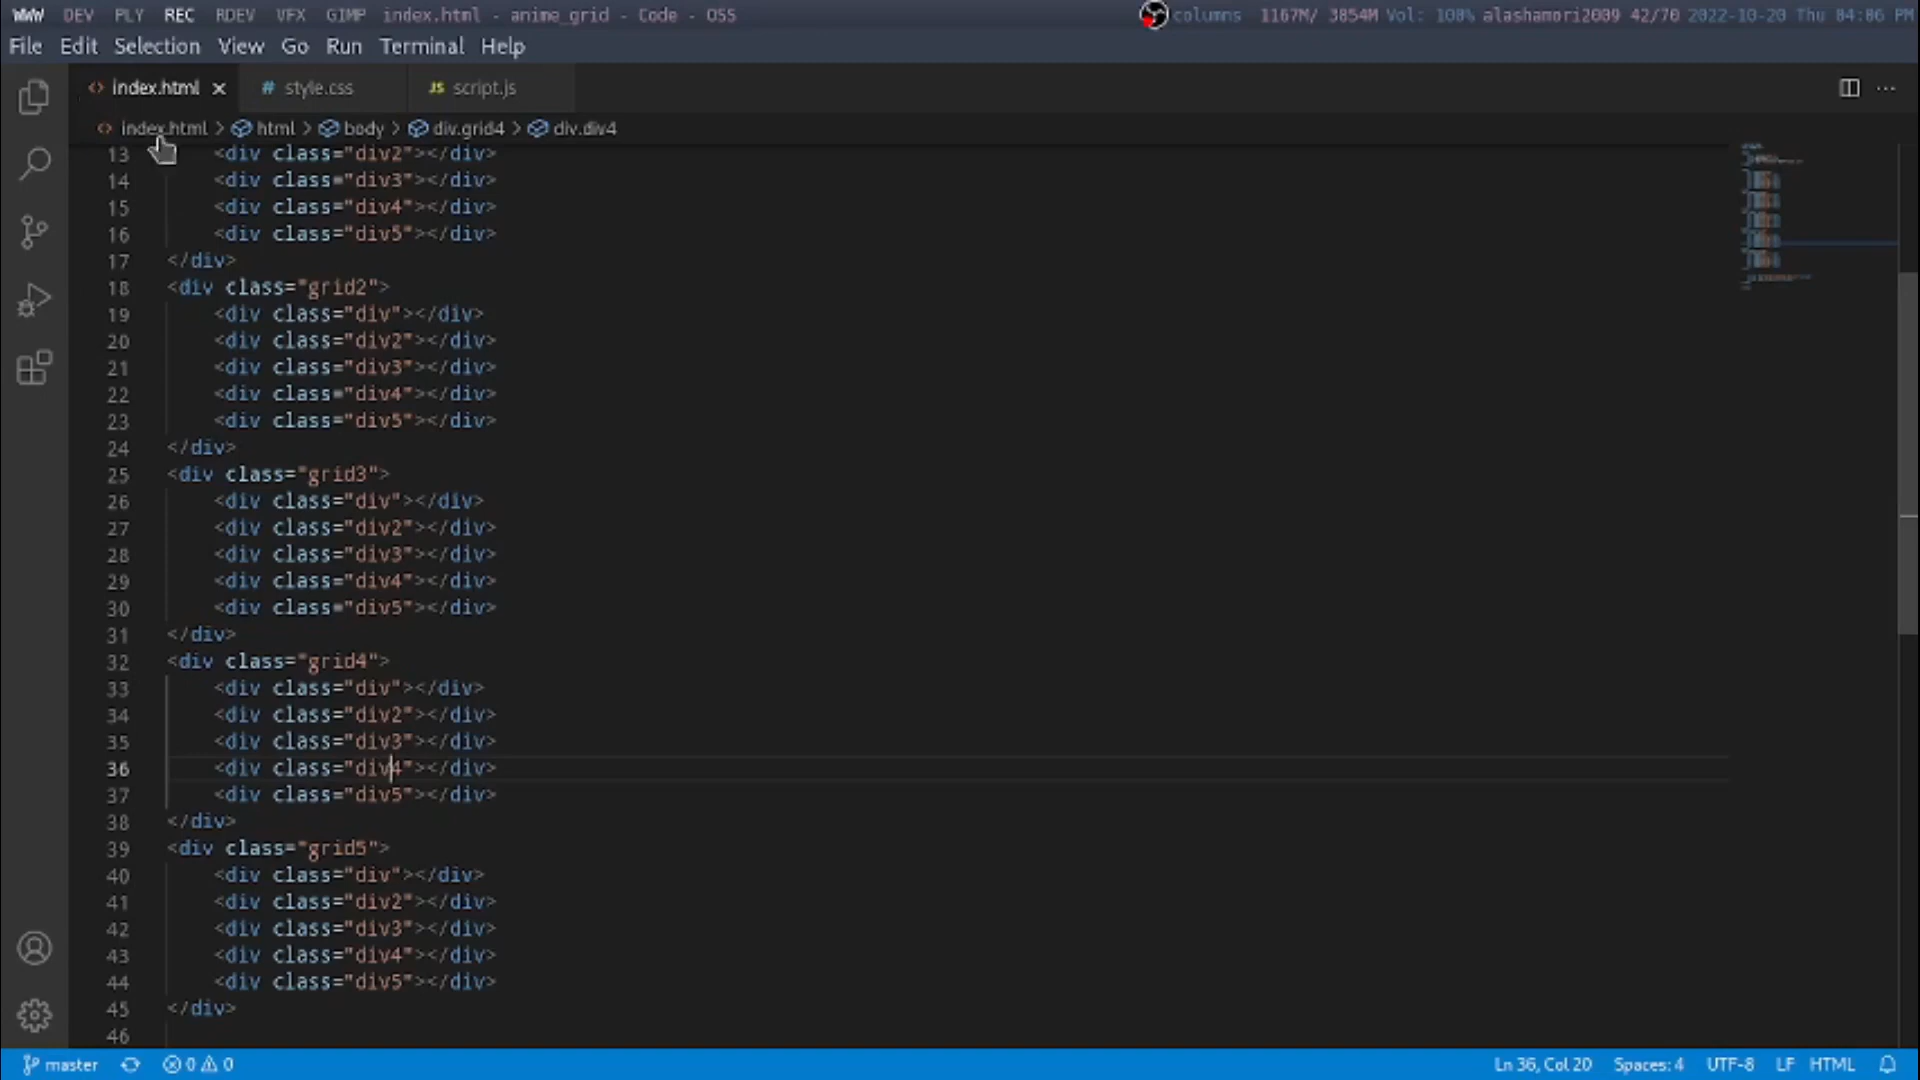 WWW DEV PLY REC RDEV VFX GIMP index.html - anime_grid - Code - OSS columns 1167M/ 3854M Vol: 100% alashamori2009 42/70 2022-10-20 Thu 04:06 PM
File Edit Selection View Go Run Terminal Help
<> index.html × # style.css JS script.js ...
<> index.html > html > body > div.grid4 > div.div4
13 <div class="div2"></div>
14 <div class="div3"></div>
15 <div class="div4"></div>
16 <div class="div5"></div>
17 </div>
18 <div class="grid2">
19 <div class="div"></div>
20 <div class="div2"></div>
21 <div class="div3"></div>
22 <div class="div4"></div>
23 <div class="div5"></div>
24 </div>
25 <div class="grid3">
26 <div class="div"></div>
27 <div class="div2"></div>
28 <div class="div3"></div>
29 <div class="div4"></div>
30 <div class="div5"></div>
31 </div>
32 <div class="grid4">
33 <div class="div"></div>
34 <div class="div2"></div>
35 <div class="div3"></div>
36 <div class="div4"></div>
37 <div class="div5"></div>
38 </div>
39 <div class="grid5">
40 <div class="div"></div>
41 <div class="div2"></div>
42 <div class="div3"></div>
43 <div class="div4"></div>
44 <div class="div5"></div>
45 </div>
46
master 0 0 Ln 36, Col 20 Spaces: 4 UTF-8 LF HTML